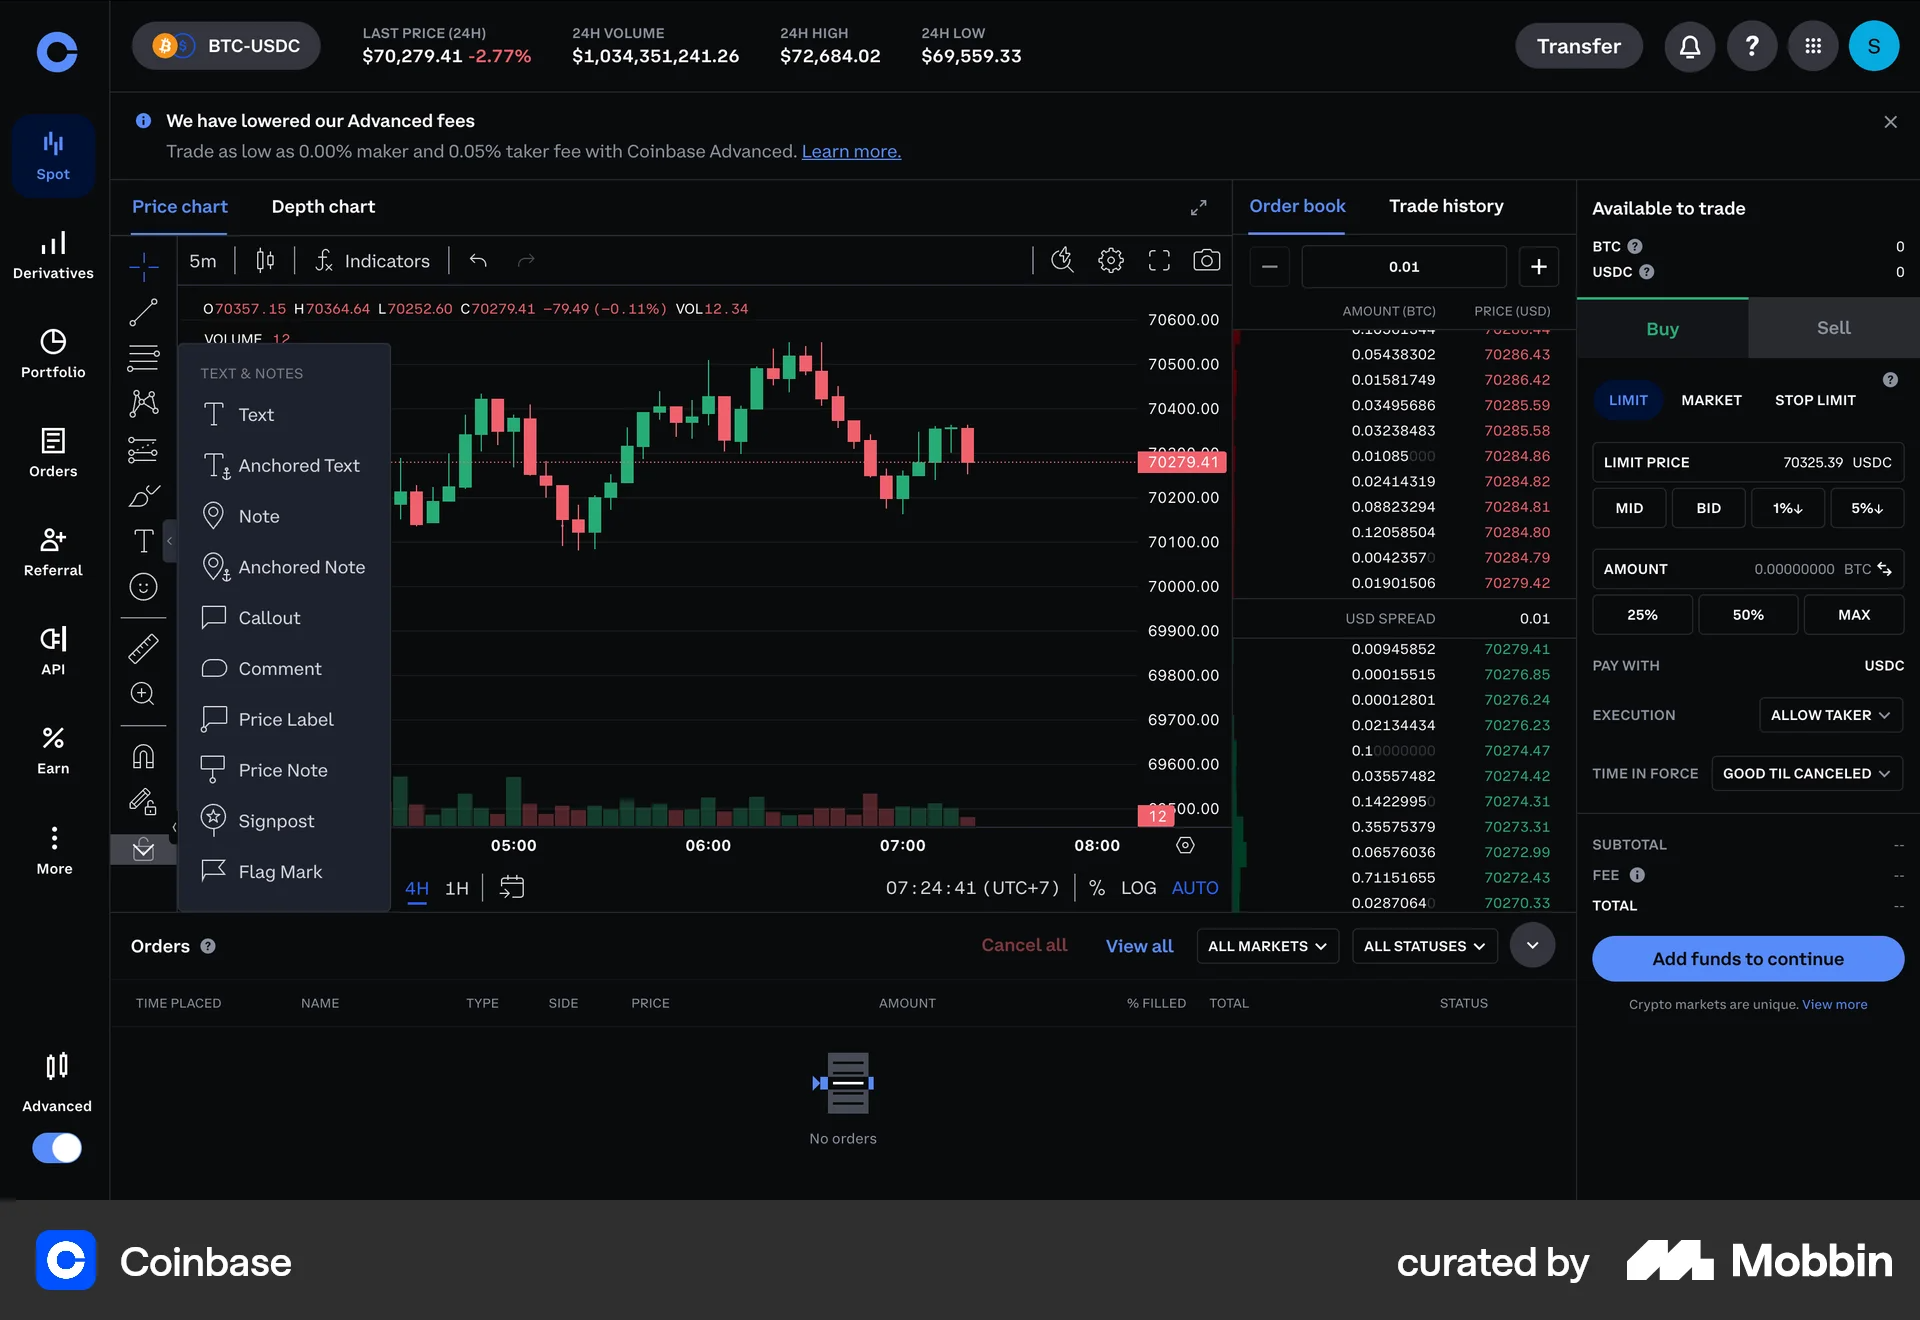 BTC-USDC
LAST PRICE (24H)
$70,279.41 -2.77%
24H VOLUME
$1,034,351,241.26
24H HIGH
$72,684.02
24H LOW
$69,559.33
Transfer
?
S
We have lowered our Advanced fees
Trade as low as 0.00% maker and 0.05% taker fee with Coinbase Advanced. Learn more.
Spot
Derivatives
Portfolio
Orders
Referral
API
Earn
More
Advanced
Price chart
Depth chart
5m
Indicators
O70357.15 H70364.64 L70252.60 C70279.41 −79.49 (−0.11%) VOL12.34
VOLUME 12
TEXT & NOTES
Text
Anchored Text
Note
Anchored Note
Callout
Comment
Price Label
Price Note
Signpost
Flag Mark
70600.00
70500.00
70400.00
70279.41
70200.00
70100.00
70000.00
69900.00
69800.00
69700.00
69600.00
12
05:00
06:00
07:00
08:00
4H
1H
07:24:41 (UTC+7)
%
LOG
AUTO
Order book
Trade history
0.01
AMOUNT (BTC) PRICE (USD)
0.05438302 70286.43
0.01581749 70286.42
0.03495686 70285.59
0.03238483 70285.58
0.01085000 70284.86
0.02414319 70284.82
0.08823294 70284.81
0.12058504 70284.80
0.00423570 70284.79
0.01901506 70279.42
USD SPREAD 0.01
0.00945852 70279.41
0.00015515 70276.85
0.00012801 70276.24
0.02134434 70276.23
0.10000000 70274.47
0.03557482 70274.42
0.14229950 70274.31
0.35575379 70273.31
0.06576036 70272.99
0.71151655 70272.43
0.02870640 70270.33
Available to trade
BTC ? 0
USDC ? 0
Buy
Sell
?
LIMIT
MARKET
STOP LIMIT
LIMIT PRICE 70325.39 USDC
MID
BID
1%↓
5%↓
AMOUNT 0.00000000 BTC
25%
50%
MAX
PAY WITH USDC
EXECUTION ALLOW TAKER
TIME IN FORCE GOOD TIL CANCELED
SUBTOTAL --
FEE --
TOTAL --
Add funds to continue
Crypto markets are unique. View more
Orders ?
Cancel all
View all
ALL MARKETS
ALL STATUSES
TIME PLACED NAME TYPE SIDE PRICE AMOUNT % FILLED TOTAL STATUS
No orders
Coinbase
curated by
Mobbin